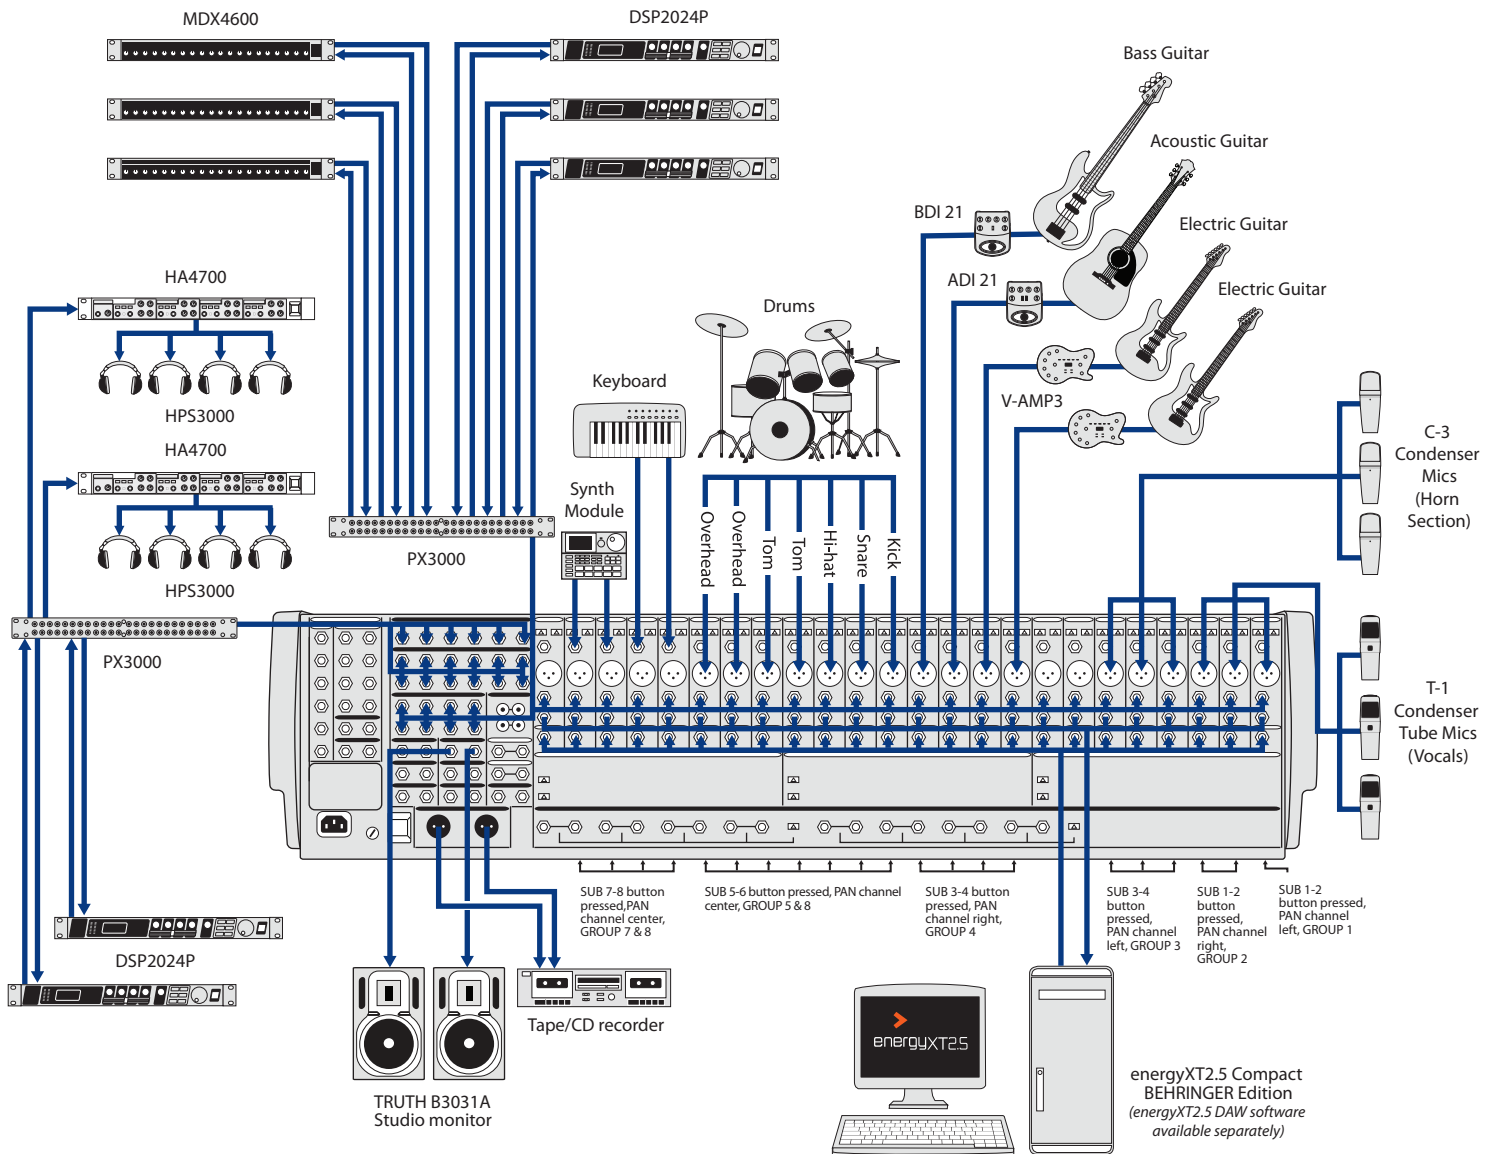 MDX4600
DSP2024P
Bass Guitar
Acoustic Guitar
BDI 21
Electric Guitar
ADI 21
Electric Guitar
HA4700
Drums
Keyboard
V-AMP3
HPS3000
HA4700
C-3
Condenser
Mics
(Horn
Section)
Synth
Module
Overhead
Overhead
Tom
Tom
Hi-hat
Snare
Kick
PX3000
HPS3000
PX3000
T-1
Condenser
Tube Mics
(Vocals)
SUB 7-8 button
pressed,PAN
channel center,
GROUP 7 & 8
SUB 5-6 button pressed, PAN channel
center, GROUP 5 & 8
SUB 3-4 button
pressed, PAN
channel right,
GROUP 4
SUB 3-4
button
pressed,
PAN channel
left, GROUP 3
SUB 1-2
button
pressed,
PAN channel
right,
GROUP 2
SUB 1-2
button pressed,
PAN channel
left, GROUP 1
DSP2024P
Tape/CD recorder
energyXT2.5
TRUTH B3031A
Studio monitor
energyXT2.5 Compact
BEHRINGER Edition
(energyXT2.5 DAW software
available separately)